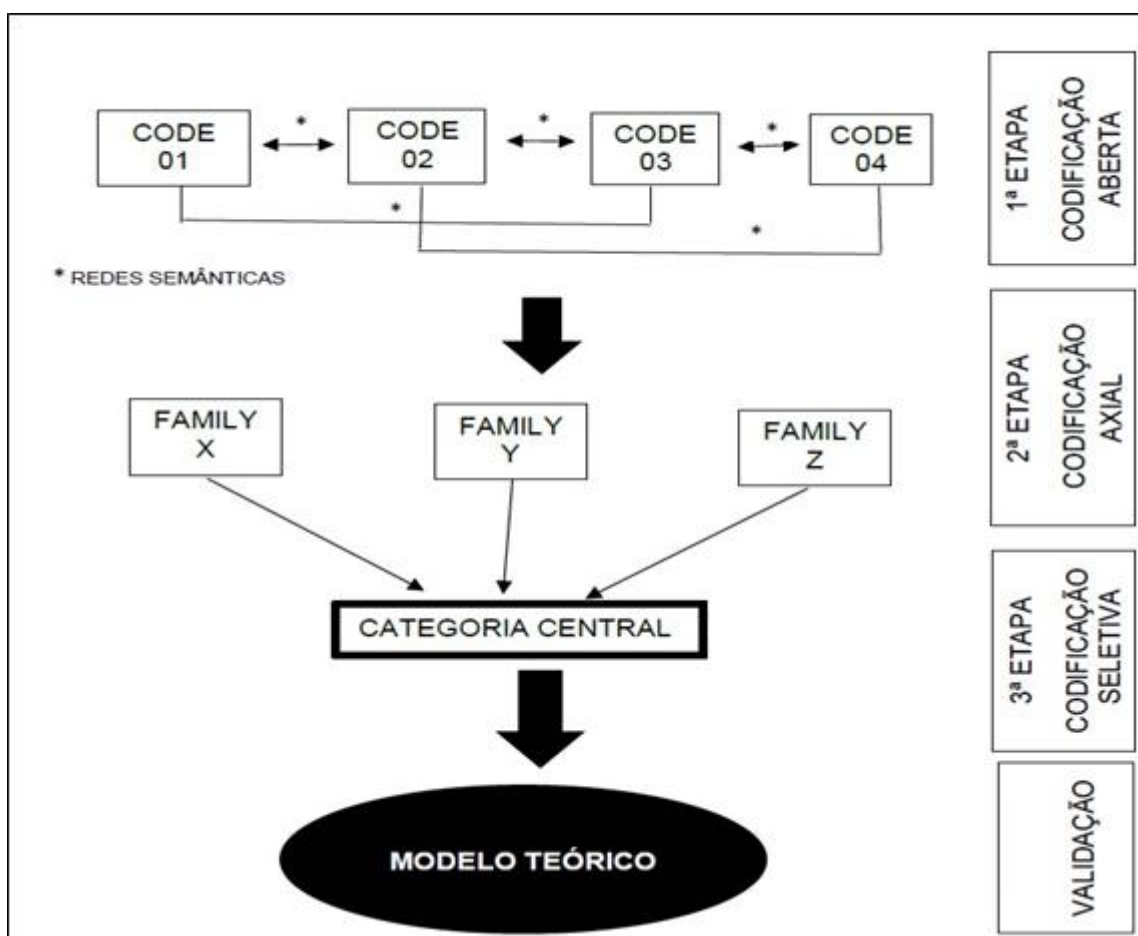 CODE
01
*
CODE
02
*
CODE
03
*
CODE
04
*
*
* REDES SEMÂNTICAS
1ª ETAPA
CODIFICAÇÃO
ABERTA
FAMILY
X
FAMILY
Y
FAMILY
Z
2ª ETAPA
CODIFICAÇÃO
AXIAL
CATEGORIA CENTRAL
3ª ETAPA
CODIFICAÇÃO
SELETIVA
MODELO TEÓRICO
VALIDAÇÃO